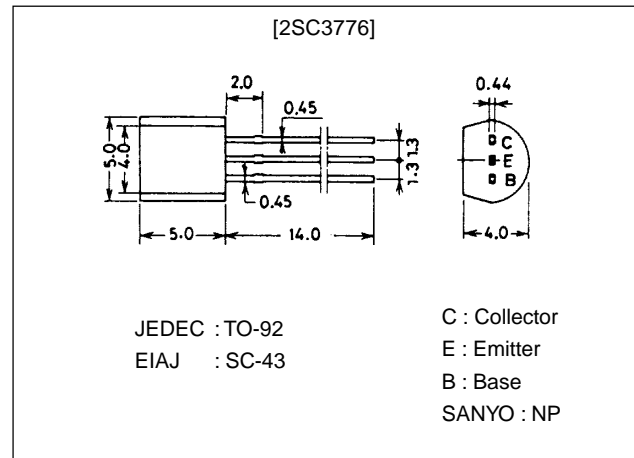 [2SC3776]
2.0
0.45
0.44
5.0
4.0
1.3
1.3
C
E
B
0.45
5.0
14.0
4.0
JEDEC : TO-92
EIAJ : SC-43
C : Collector
E : Emitter
B : Base
SANYO : NP